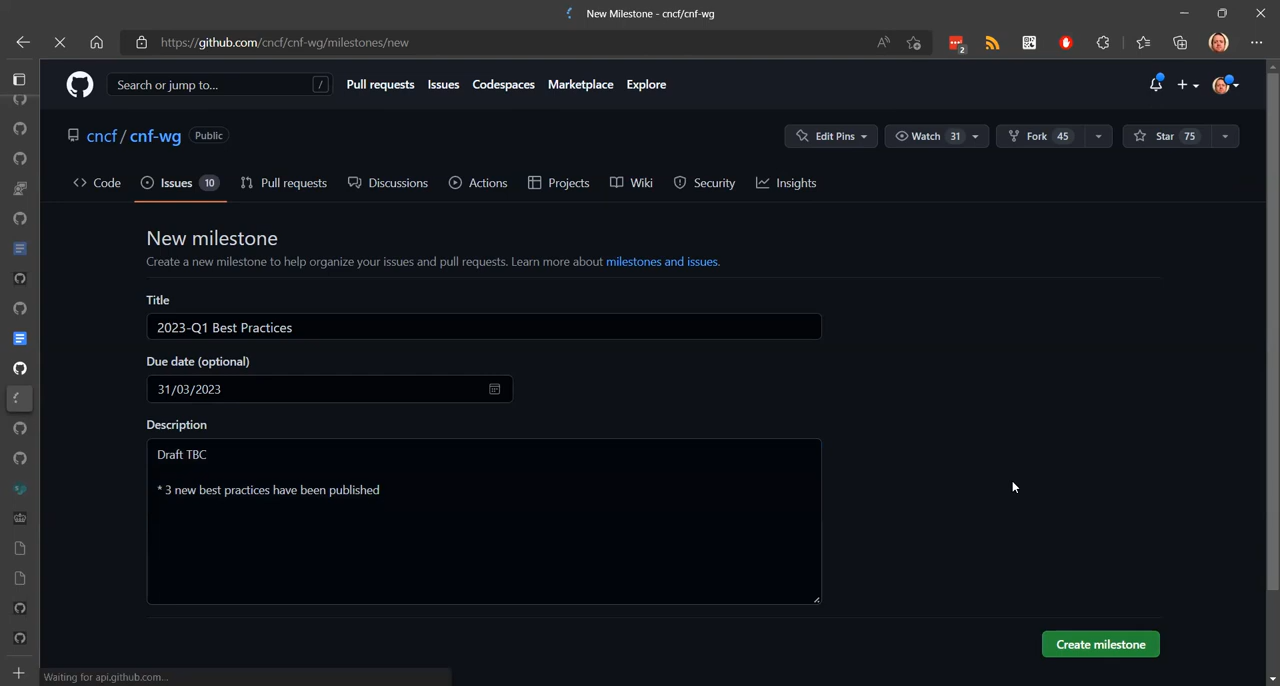 New Milestone - cncf/cnf-wg
https://github.com/cncf/cnf-wg/milestones/new
2
Search or jump to... /
Pull requests Issues Codespaces Marketplace Explore
cncf / cnf-wg Public
Edit Pins Watch 31 Fork 45 Star 75
Code Issues 10 Pull requests Discussions Actions Projects Wiki Security Insights
New milestone
Create a new milestone to help organize your issues and pull requests. Learn more about milestones and issues.
Title
2023-Q1 Best Practices
Due date (optional)
31/03/2023
Description
Draft TBC
* 3 new best practices have been published
Create milestone
Waiting for api.github.com...